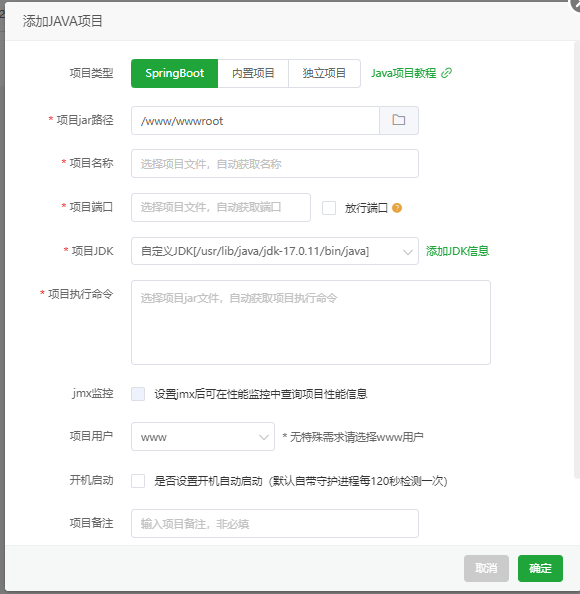 添加JAVA项目
项目类型 SpringBoot 内置项目 独立项目 Java项目教程
* 项目jar路径 /www/wwwroot
* 项目名称 选择项目文件，自动获取名称
* 项目端口 选择项目文件，自动获取端口 放行端口 ?
* 项目JDK 自定义JDK[/usr/lib/java/jdk-17.0.11/bin/java] 添加JDK信息
* 项目执行命令 选择项目jar文件，自动获取项目执行命令
jmx监控 设置jmx后可在性能监控中查询项目性能信息
项目用户 www * 无特殊需求请选择www用户
开机启动 是否设置开机自动启动（默认自带守护进程每120秒检测一次）
项目备注 输入项目备注，非必填
取消 确定